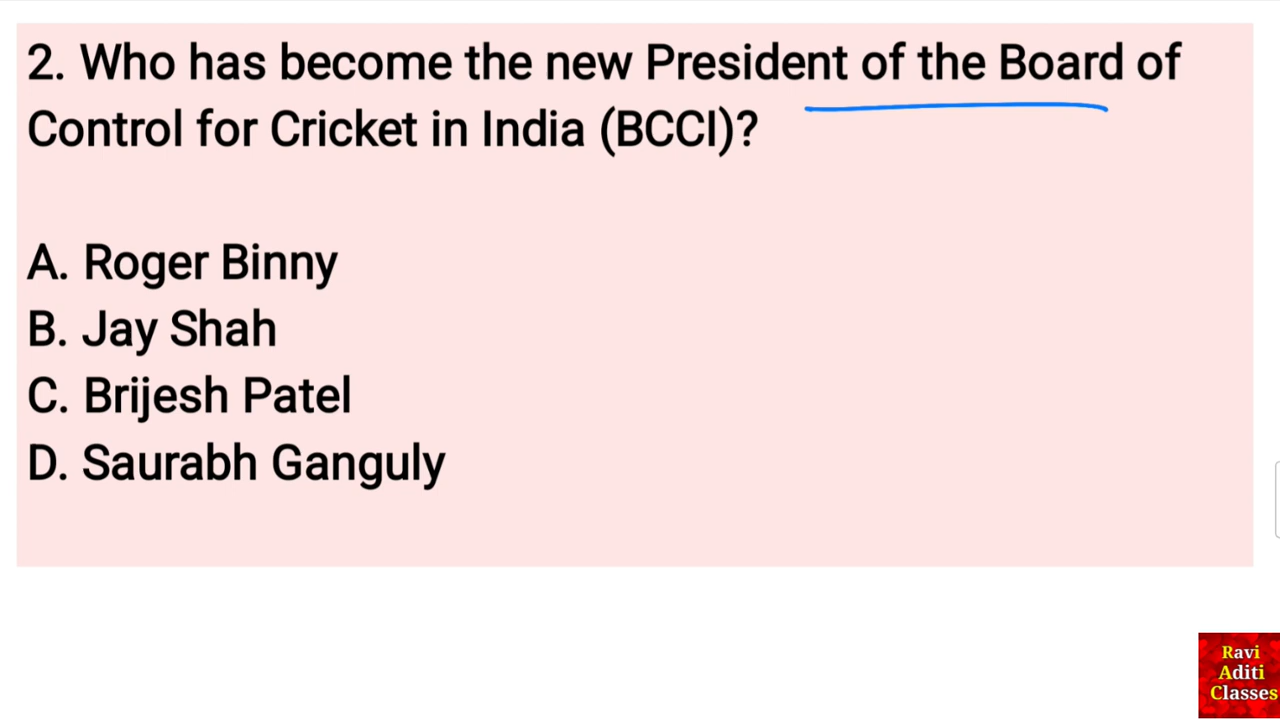 2. Who has become the new President of the Board of
Control for Cricket in India (BCCI)?
A. Roger Binny
B. Jay Shah
C. Brijesh Patel
D. Saurabh Ganguly
Ravi
Aditi
Classes